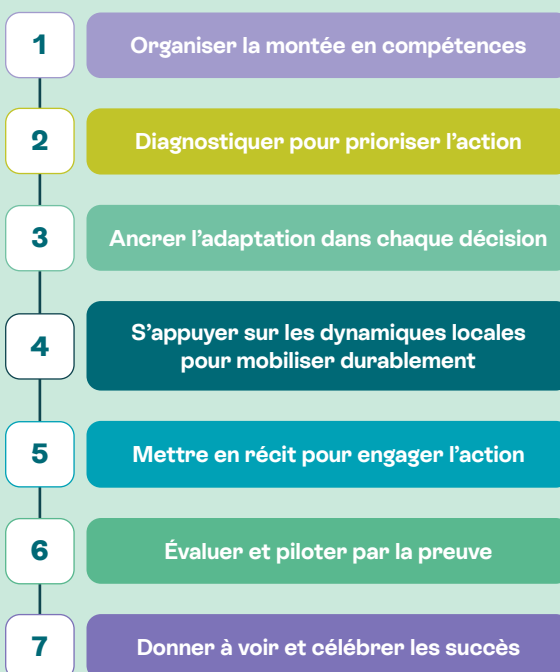 1
Organiser la montée en compétences
2
Diagnostiquer pour prioriser l’action
3
Ancrer l’adaptation dans chaque décision
4
S’appuyer sur les dynamiques locales
pour mobiliser durablement
5
Mettre en récit pour engager l’action
6
Évaluer et piloter par la preuve
7
Donner à voir et célébrer les succès